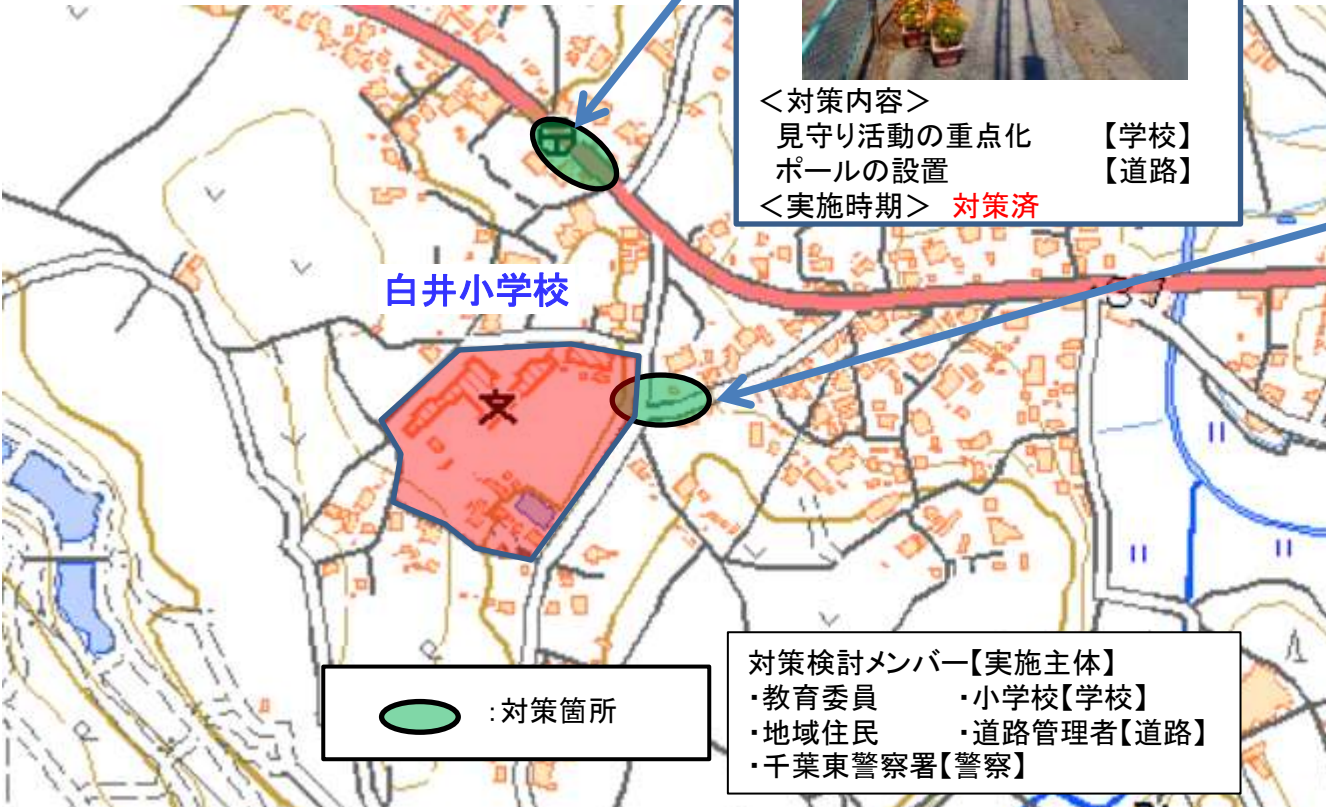 <対策内容>
見守り活動の重点化 【学校】
ポールの設置 【道路】
<実施時期> 対策済
白井小学校
文
:対策箇所
対策検討メンバー【実施主体】
・教育委員 ・小学校【学校】
・地域住民 ・道路管理者【道路】
・千葉東警察署【警察】